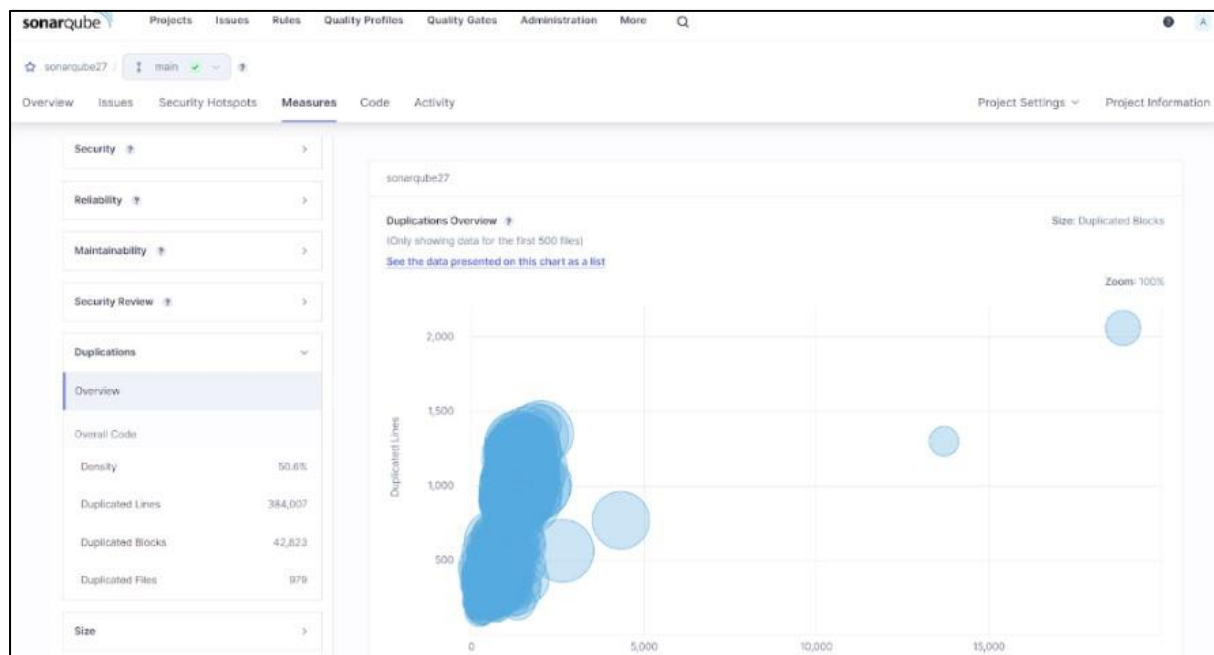 sonarqube Projects Issues Rules Quality Profiles Quality Gates Administration More A
sonarqube27 / main
Overview Issues Security Hotspots Measures Code Activity Project Settings Project Information
Security ?
Reliability ?
Maintainability ?
Security Review ?
Duplications
Overview
Overall Code
Density 50.6%
Duplicated Lines 384,007
Duplicated Blocks 42,823
Duplicated Files 979
Size
sonarqube27
Duplications Overview ? Size: Duplicated Blocks
(Only showing data for the first 500 files)
See the data presented on this chart as a list
Zoom: 100%
Duplicated Lines
2,000
1,500
1,000
500
0 5,000 10,000 15,000